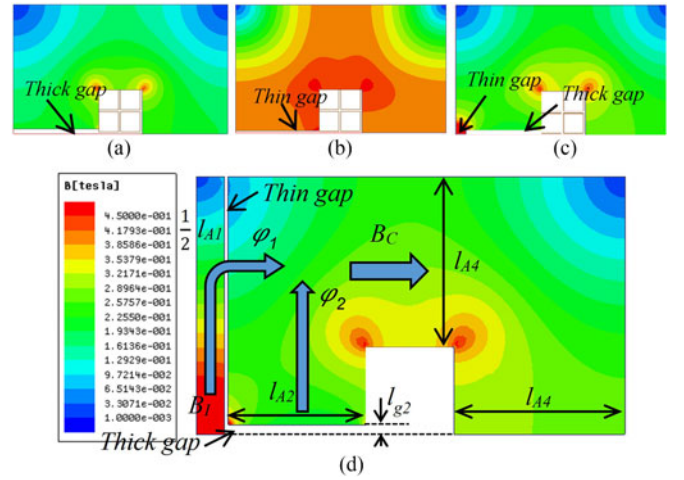 Thick gap
(a)
Thin gap
(b)
Thin gap
Thick gap
(c)
B[tesla]
4.5000e-001
4.1793e-001
3.8586e-001
3.5379e-001
3.2171e-001
2.8964e-001
2.5757e-001
2.2550e-001
1.9343e-001
1.6136e-001
1.2929e-001
9.7214e-002
6.5143e-002
3.3071e-002
1.0000e-003
1/2 lA1
Thin gap
φ1
φ2
BC
lA4
B1
lA2
lg2
lA4
Thick gap
(d)